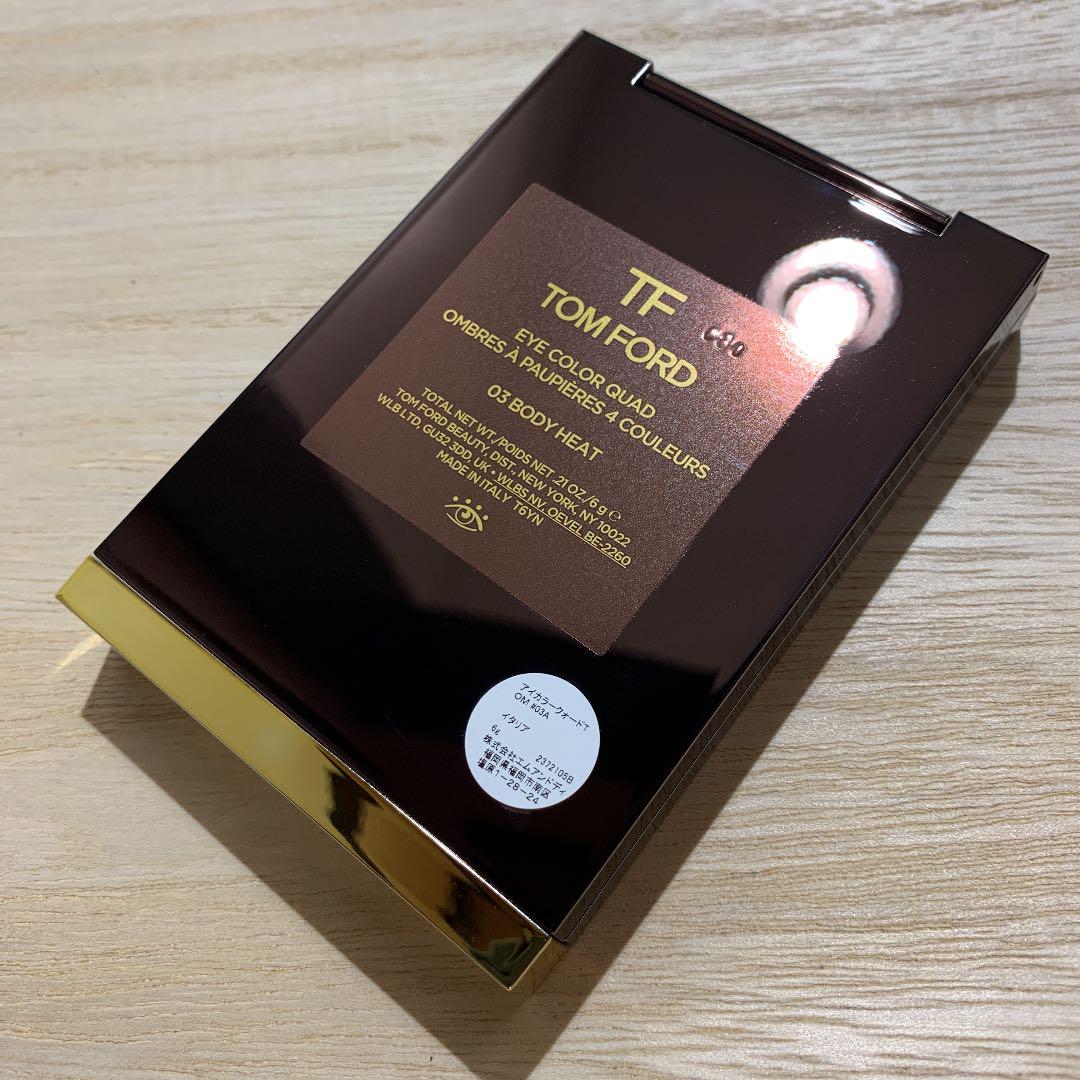 TF
TOM FORD
EYE COLOR QUAD
OMBRES À PAUPIÈRES 4 COULEURS
03 BODY HEAT
TOTAL NET WT./POIDS NET .21 OZ/6 g ℮
TOM FORD BEAUTY, DIST., NEW YORK, NY 10022
WLB LTD, GU32 3DD, UK • WLBS NV, OEVEL BE-2260
MADE IN ITALY T6YN
アイカラークォードT
OM #03A
イタリア
6g 2372105B
株式会社エムアンドディ
福岡県福岡市南区
塩原1-28-24